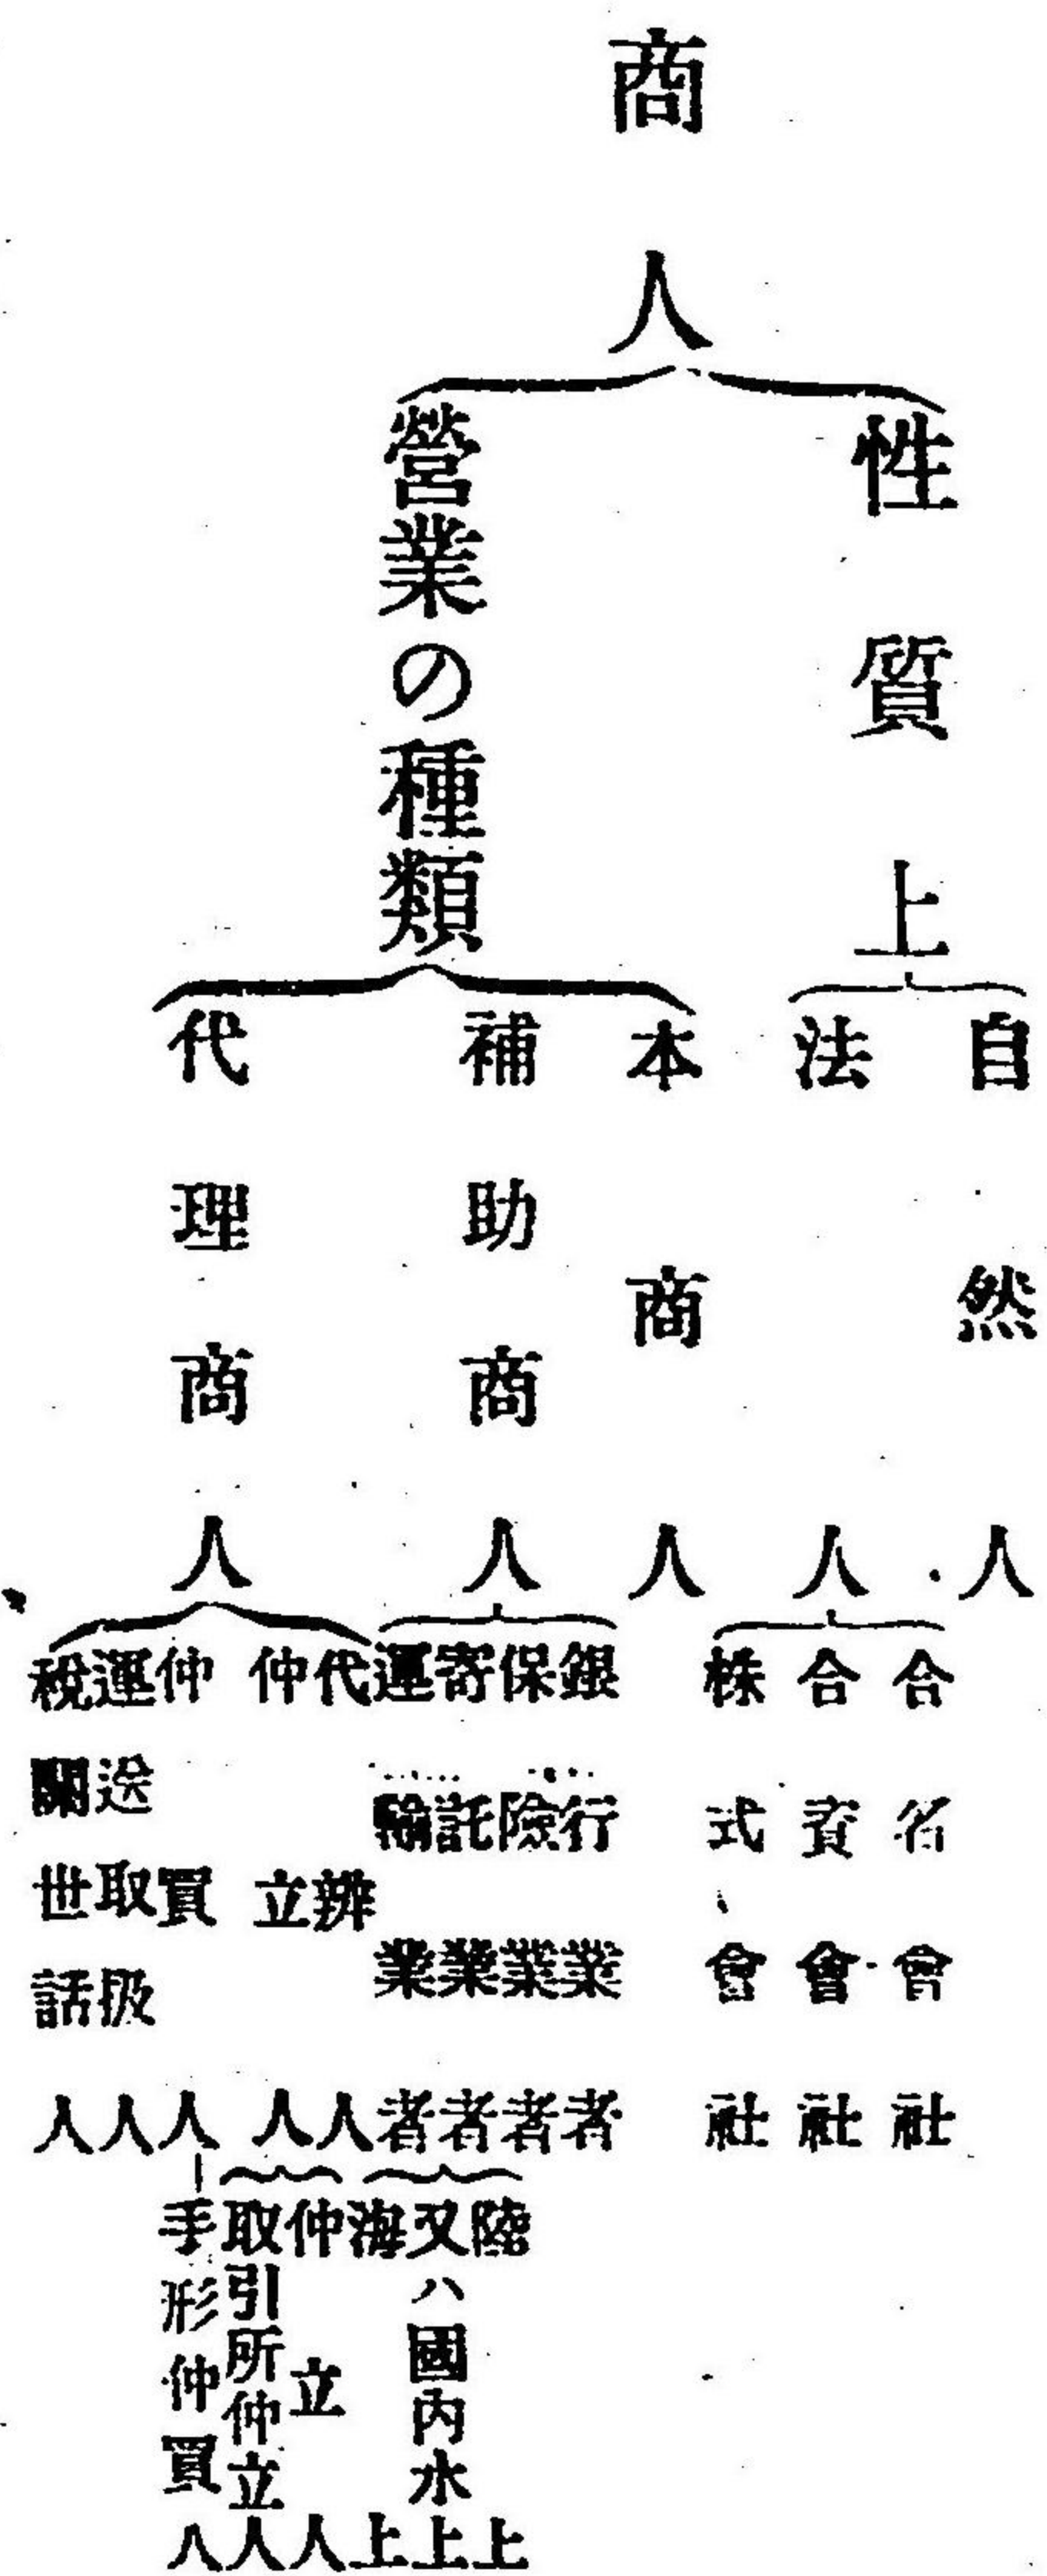 商人
性質上
自然人
法人
合名會社
合資會社
株式會社
營業の種類
本商人
補助商人
銀行業者
保險業者
寄託業者
運輸業者
陸上
又ハ國内水上
海上
代理商人
代辨人
仲立人
仲立人
取引所仲立人
仲買人
手形仲買人
運送取扱人
稅關世話人